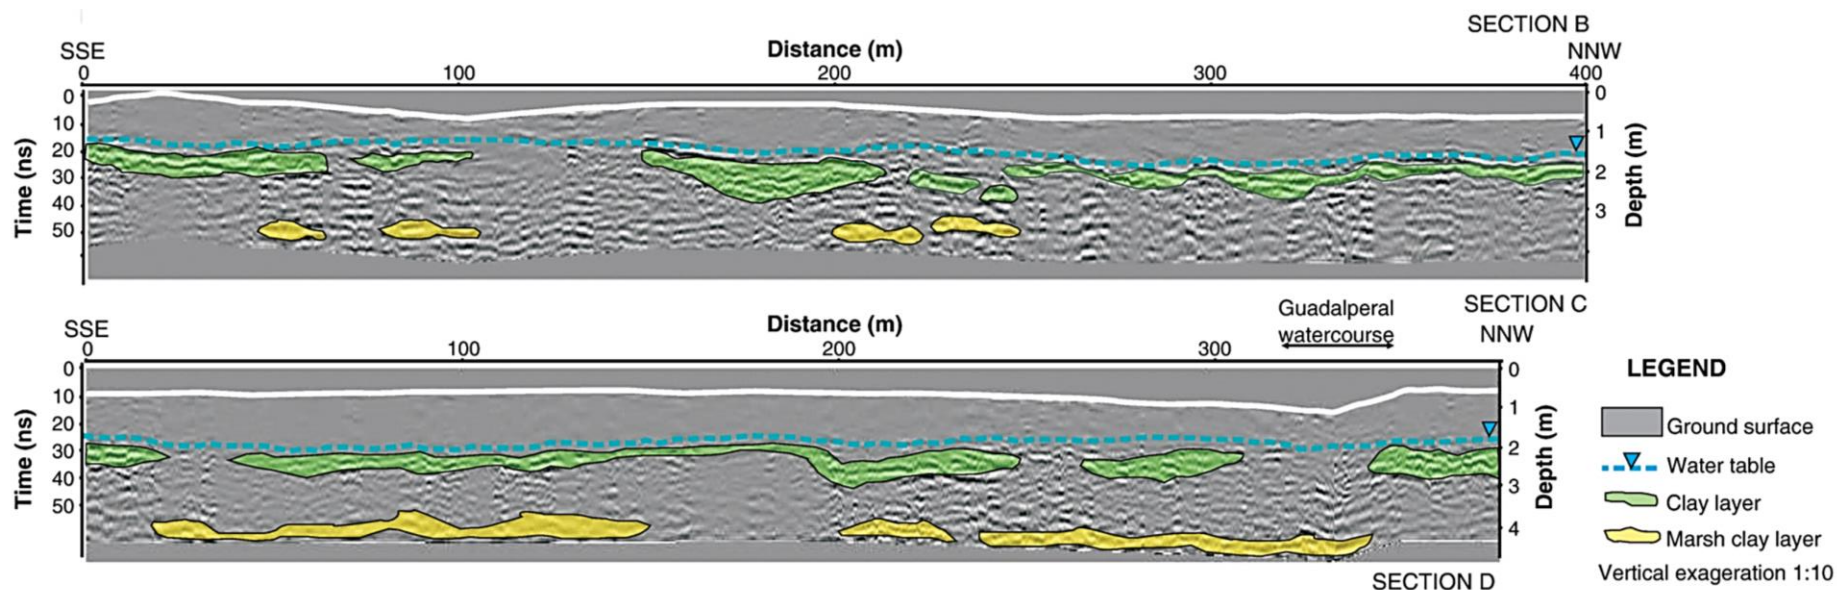 SECTION B
SSE
Distance (m)
NNW
0 100 200 300 400
Time (ns)
0
10
20
30
40
50
0
1
2
3
Depth (m)
SSE
Distance (m)
Guadalperal
watercourse
SECTION C
NNW
0 100 200 300
Time (ns)
0
10
20
30
40
50
0
1
2
3
4
Depth (m)
SECTION D
LEGEND
Ground surface
Water table
Clay layer
Marsh clay layer
Vertical exageration 1:10